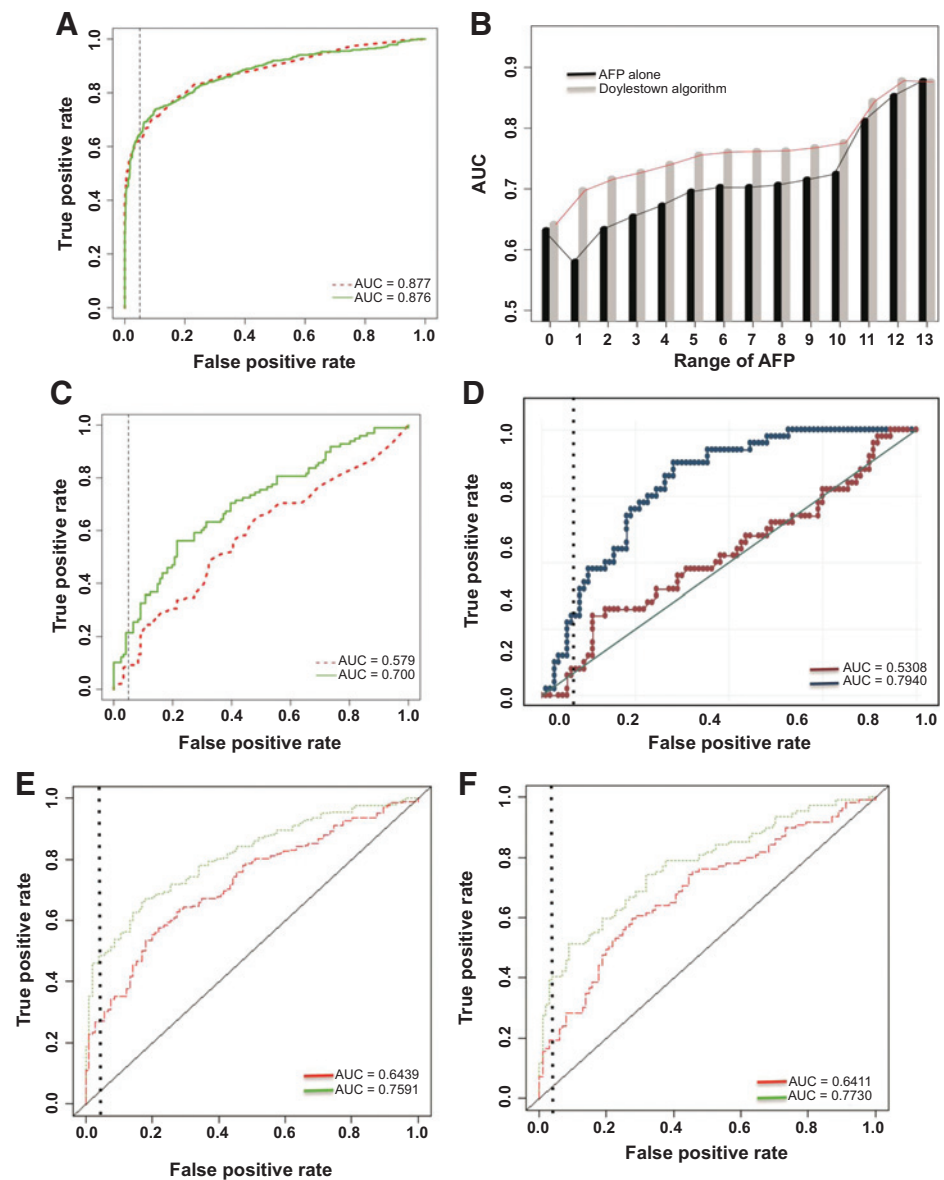 A
B
1.0
0.8
0.6
0.4
0.2
0.0
True positive rate
AUC = 0.877
AUC = 0.876
0.0 0.2 0.4 0.6 0.8 1.0
False positive rate
0.9
0.8
0.7
0.6
0.5
AUC
AFP alone
Doylestown algorithm
0 1 2 3 4 5 6 7 8 9 10 11 12 13
Range of AFP
C
D
1.0
0.8
0.6
0.4
0.2
0.0
True positive rate
AUC = 0.579
AUC = 0.700
0.0 0.2 0.4 0.6 0.8 1.0
False positive rate
1.0
0.8
0.6
0.4
0.2
0.0
True positive rate
AUC = 0.5308
AUC = 0.7940
0.0 0.2 0.4 0.6 0.8 1.0
False positive rate
E
F
1.0
0.8
0.6
0.4
0.2
0.0
True positive rate
AUC = 0.6439
AUC = 0.7591
0.0 0.2 0.4 0.6 0.8 1.0
False positive rate
1.0
0.8
0.6
0.4
0.2
0.0
True positive rate
AUC = 0.6411
AUC = 0.7730
0.0 0.2 0.4 0.6 0.8 1.0
False positive rate